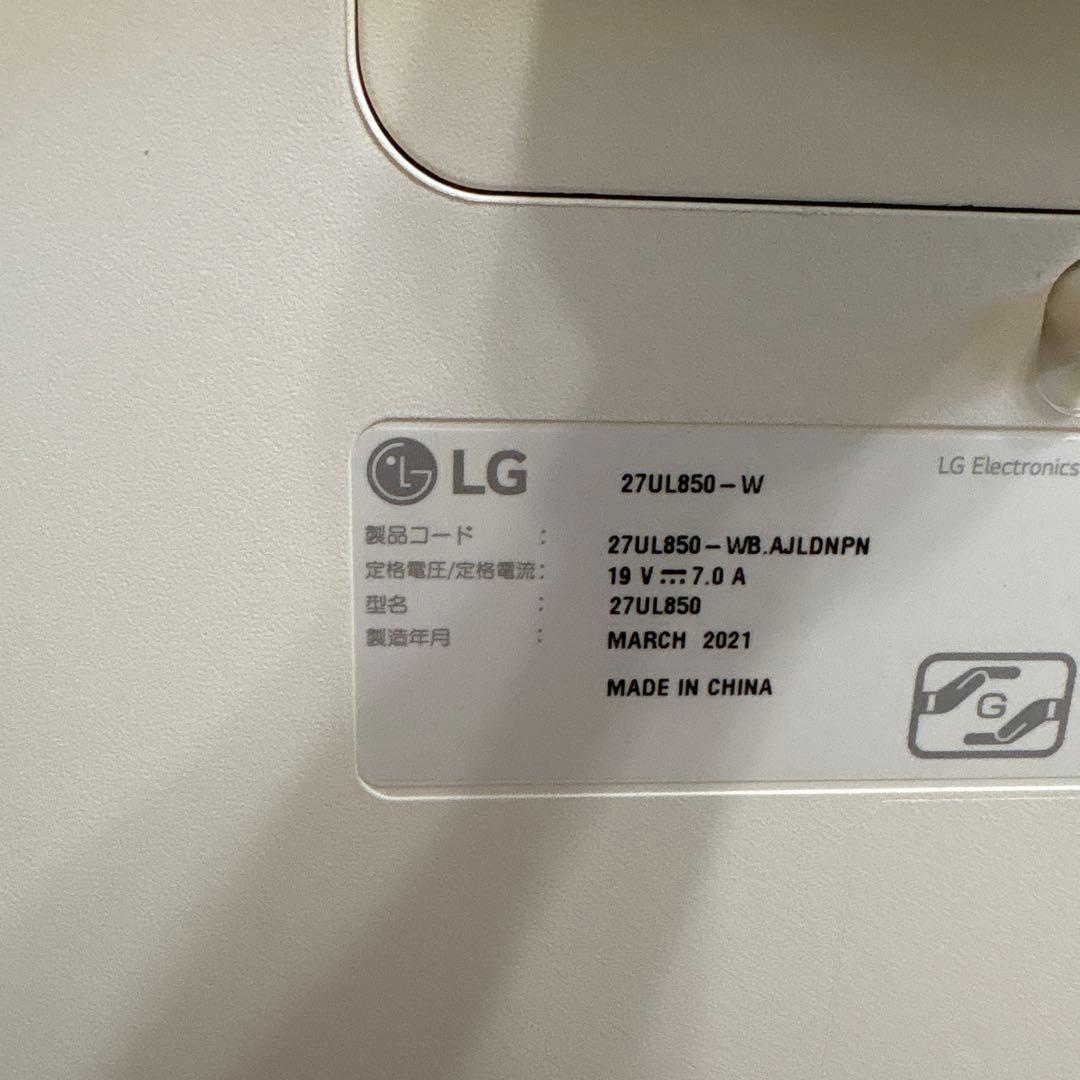 LG 27UL850-W LG Electronics
製品コード : 27UL850-WB.AJLDNPN
定格電圧/定格電流: 19 V⎓7.0 A
型名 : 27UL850
製造年月 : MARCH 2021
MADE IN CHINA
G